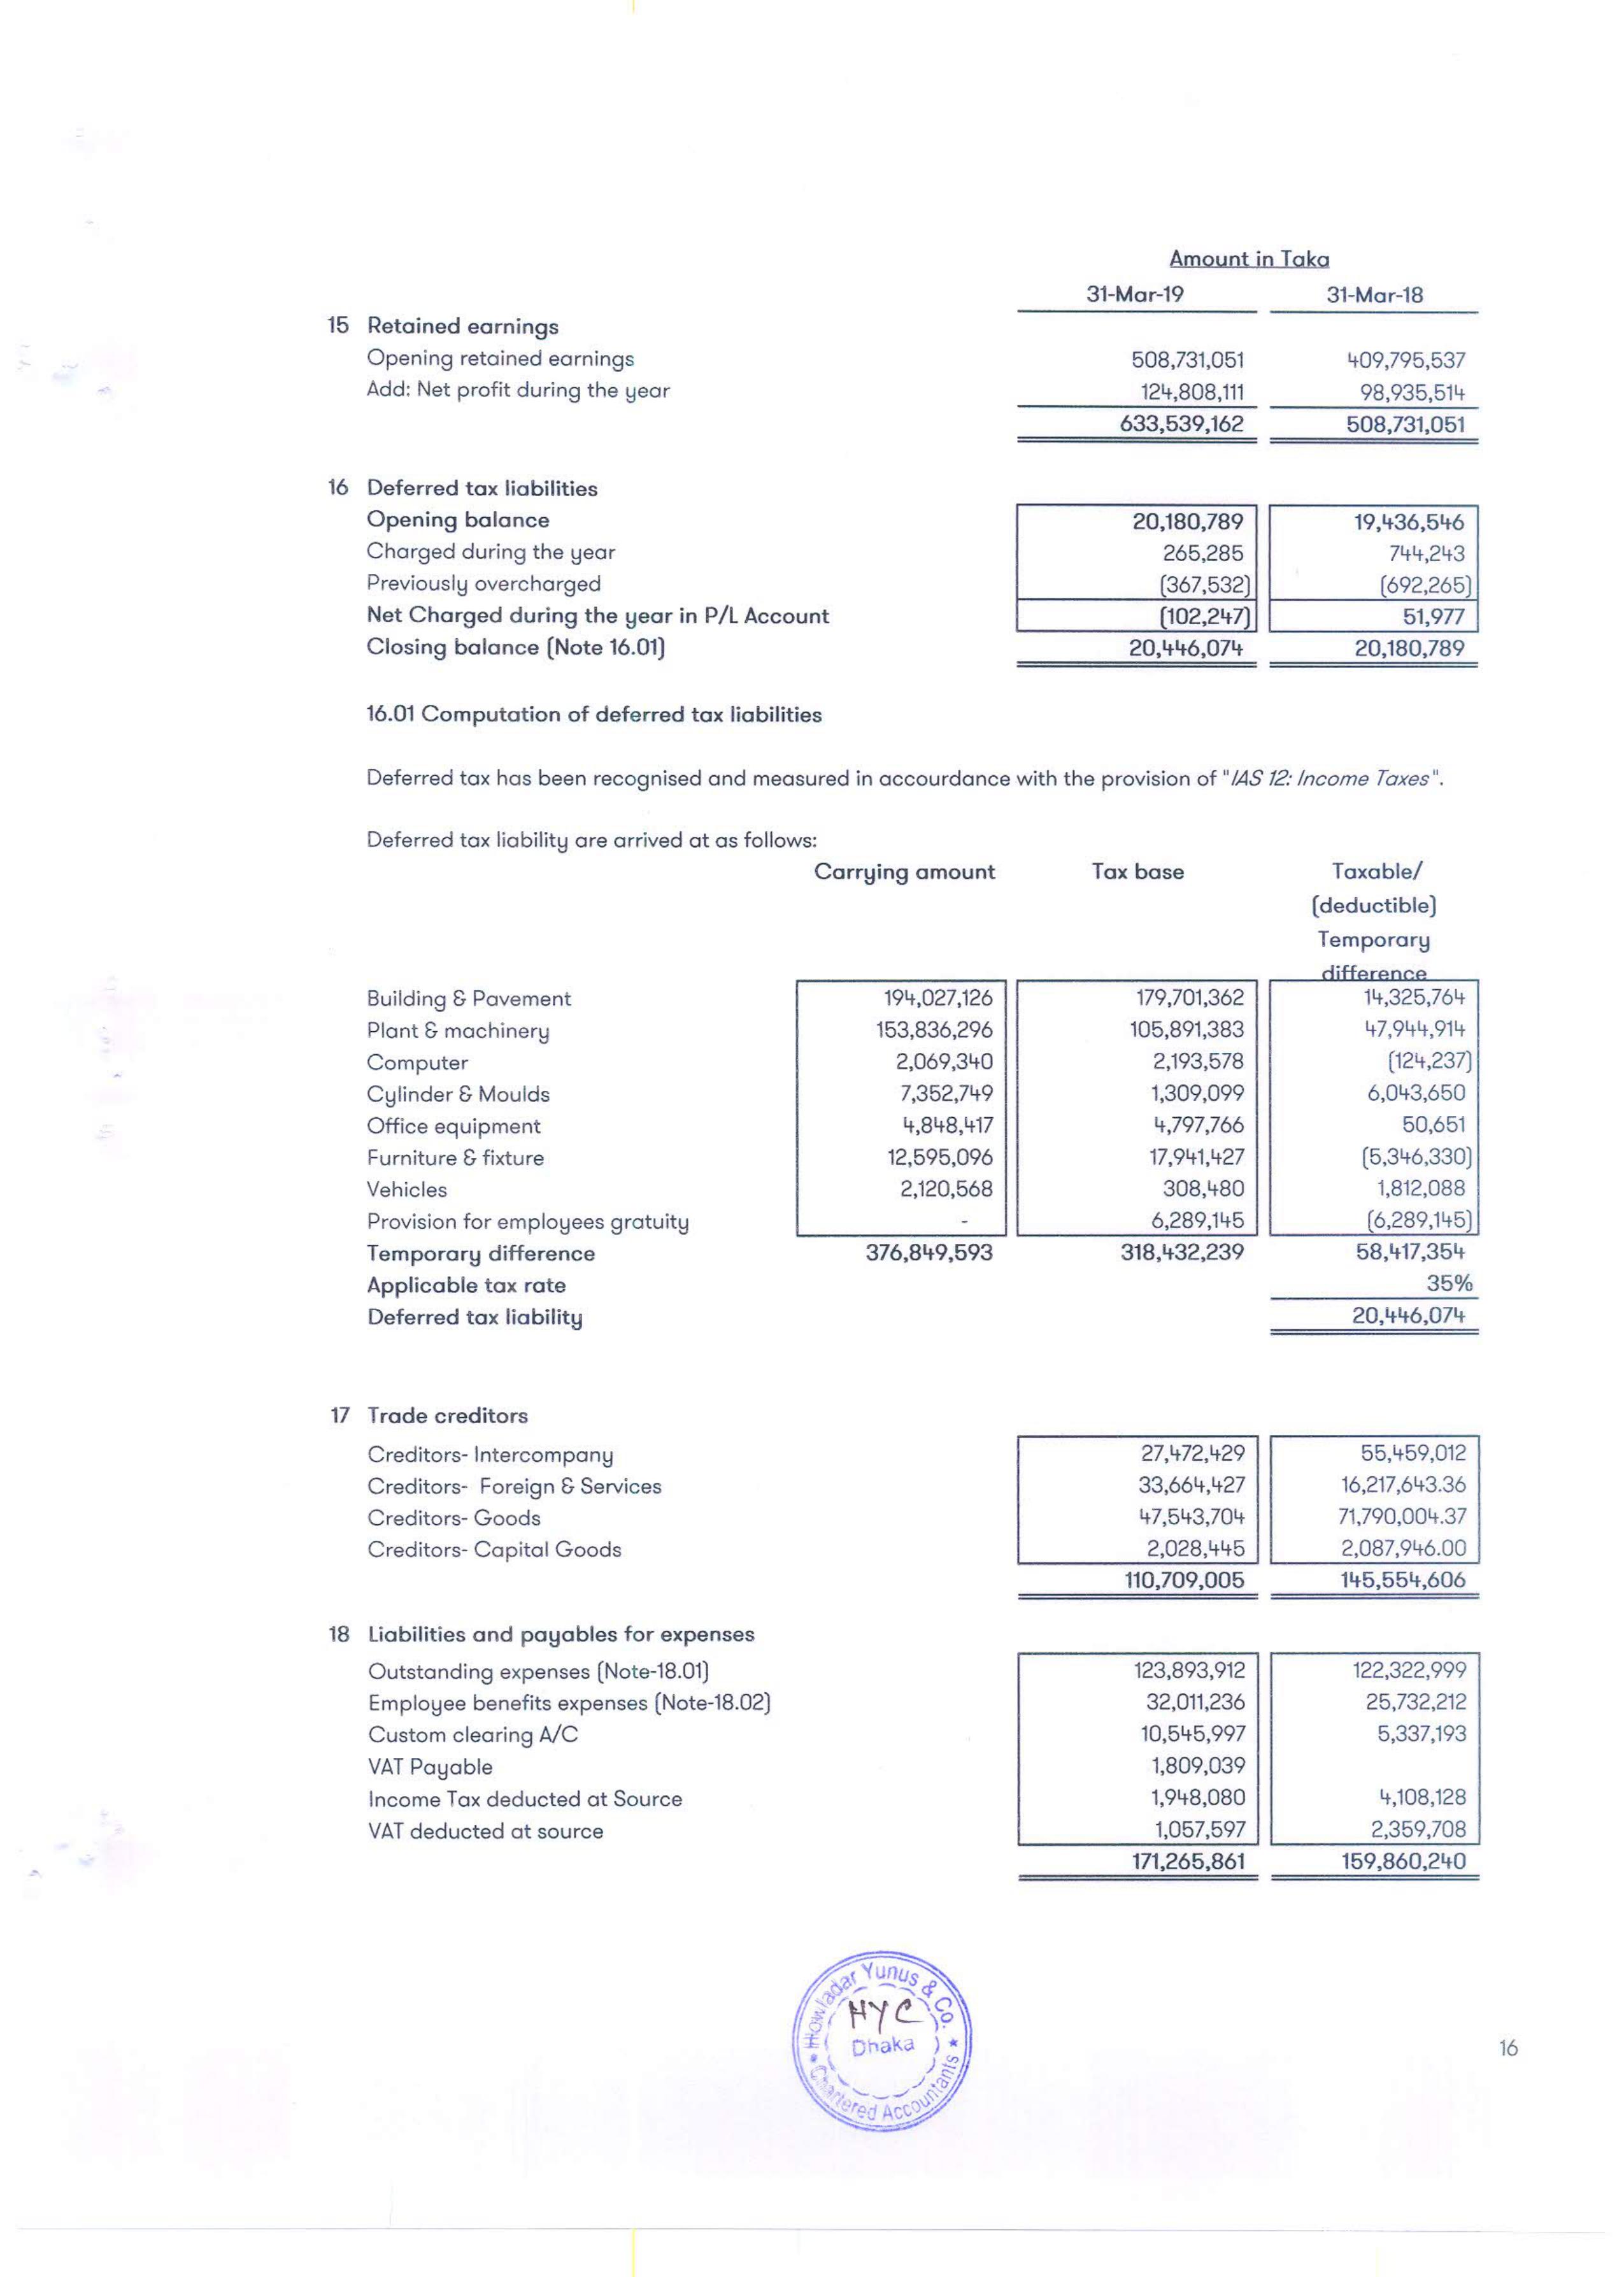 Amount in Taka
31-Mar-19 31-Mar-18
15 Retained earnings
Opening retained earnings 508,731,051 409,795,537
Add: Net profit during the year 124,808,111 98,935,514
633,539,162 508,731,051
16 Deferred tax liabilities
Opening balance 20,180,789 19,436,546
Charged during the year 265,285 744,243
Previously overcharged (367,532) (692,265)
Net Charged during the year in P/L Account (102,247) 51,977
Closing balance (Note 16.01) 20,446,074 20,180,789
16.01 Computation of deferred tax liabilities
Deferred tax has been recognised and measured in accourdance with the provision of "IAS 12: Income Taxes".
Deferred tax liability are arrived at as follows:
Carrying amount Tax base Taxable/
(deductible)
Temporary
difference
Building & Pavement 194,027,126 179,701,362 14,325,764
Plant & machinery 153,836,296 105,891,383 47,944,914
Computer 2,069,340 2,193,578 (124,237)
Cylinder & Moulds 7,352,749 1,309,099 6,043,650
Office equipment 4,848,417 4,797,766 50,651
Furniture & fixture 12,595,096 17,941,427 (5,346,330)
Vehicles 2,120,568 308,480 1,812,088
Provision for employees gratuity - 6,289,145 (6,289,145)
Temporary difference 376,849,593 318,432,239 58,417,354
Applicable tax rate 35%
Deferred tax liability 20,446,074
17 Trade creditors
Creditors- Intercompany 27,472,429 55,459,012
Creditors- Foreign & Services 33,664,427 16,217,643.36
Creditors- Goods 47,543,704 71,790,004.37
Creditors- Capital Goods 2,028,445 2,087,946.00
110,709,005 145,554,606
18 Liabilities and payables for expenses
Outstanding expenses (Note-18.01) 123,893,912 122,322,999
Employee benefits expenses (Note-18.02) 32,011,236 25,732,212
Custom clearing A/C 10,545,997 5,337,193
VAT Payable 1,809,039
Income Tax deducted at Source 1,948,080 4,108,128
VAT deducted at source 1,057,597 2,359,708
171,265,861 159,860,240
Howladar Yunus & Co.
HYC
Dhaka
Chartered Accountants
16